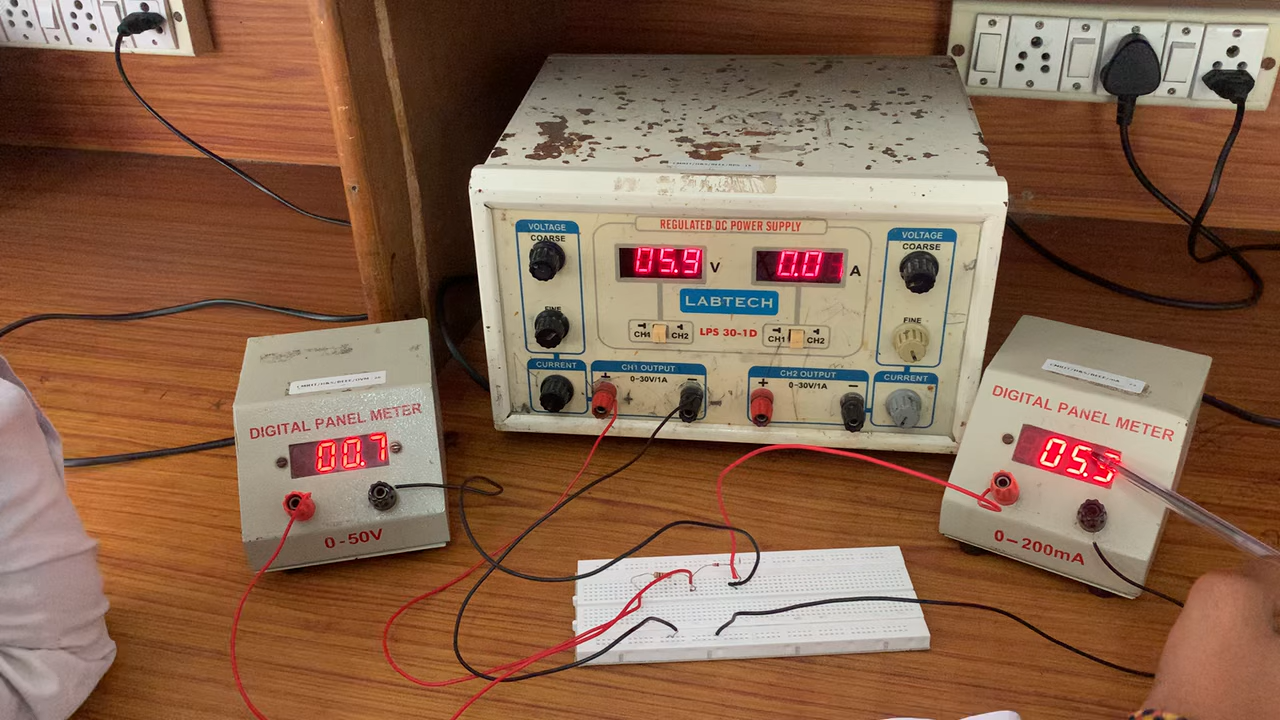 REGULATED DC POWER SUPPLY
VOLTAGE
COARSE
FINE
CURRENT
05.9 V
0.0 A
LABTECH
CH1 CH2
LPS 30-1D
CH1 CH2
VOLTAGE
COARSE
FINE
CURRENT
CH1 OUTPUT
+ 0-30V/1A −
CH2 OUTPUT
+ 0-30V/1A −
DIGITAL PANEL METER
00.7
0-50V
DIGITAL PANEL METER
05.
0-200mA